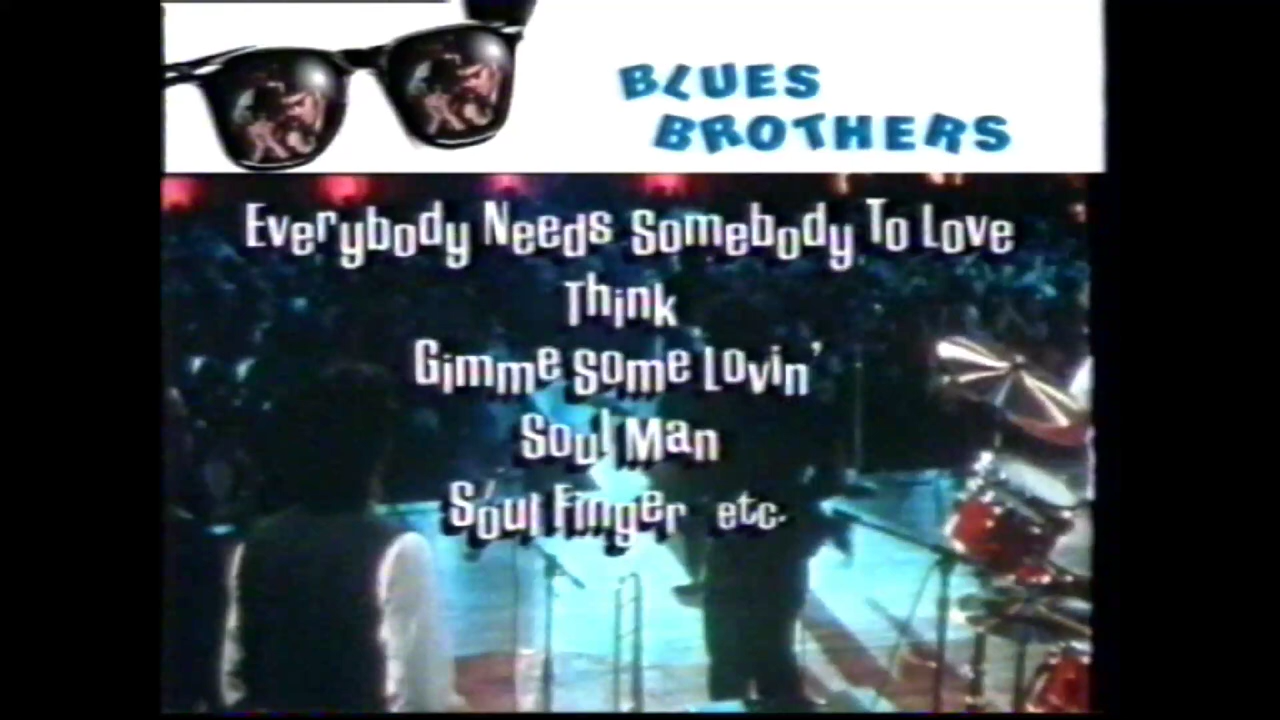 BLUES
BROTHERS
Everybody Needs Somebody To Love
Think
Gimme Some Lovin'
Soul Man
Soul Finger etc.